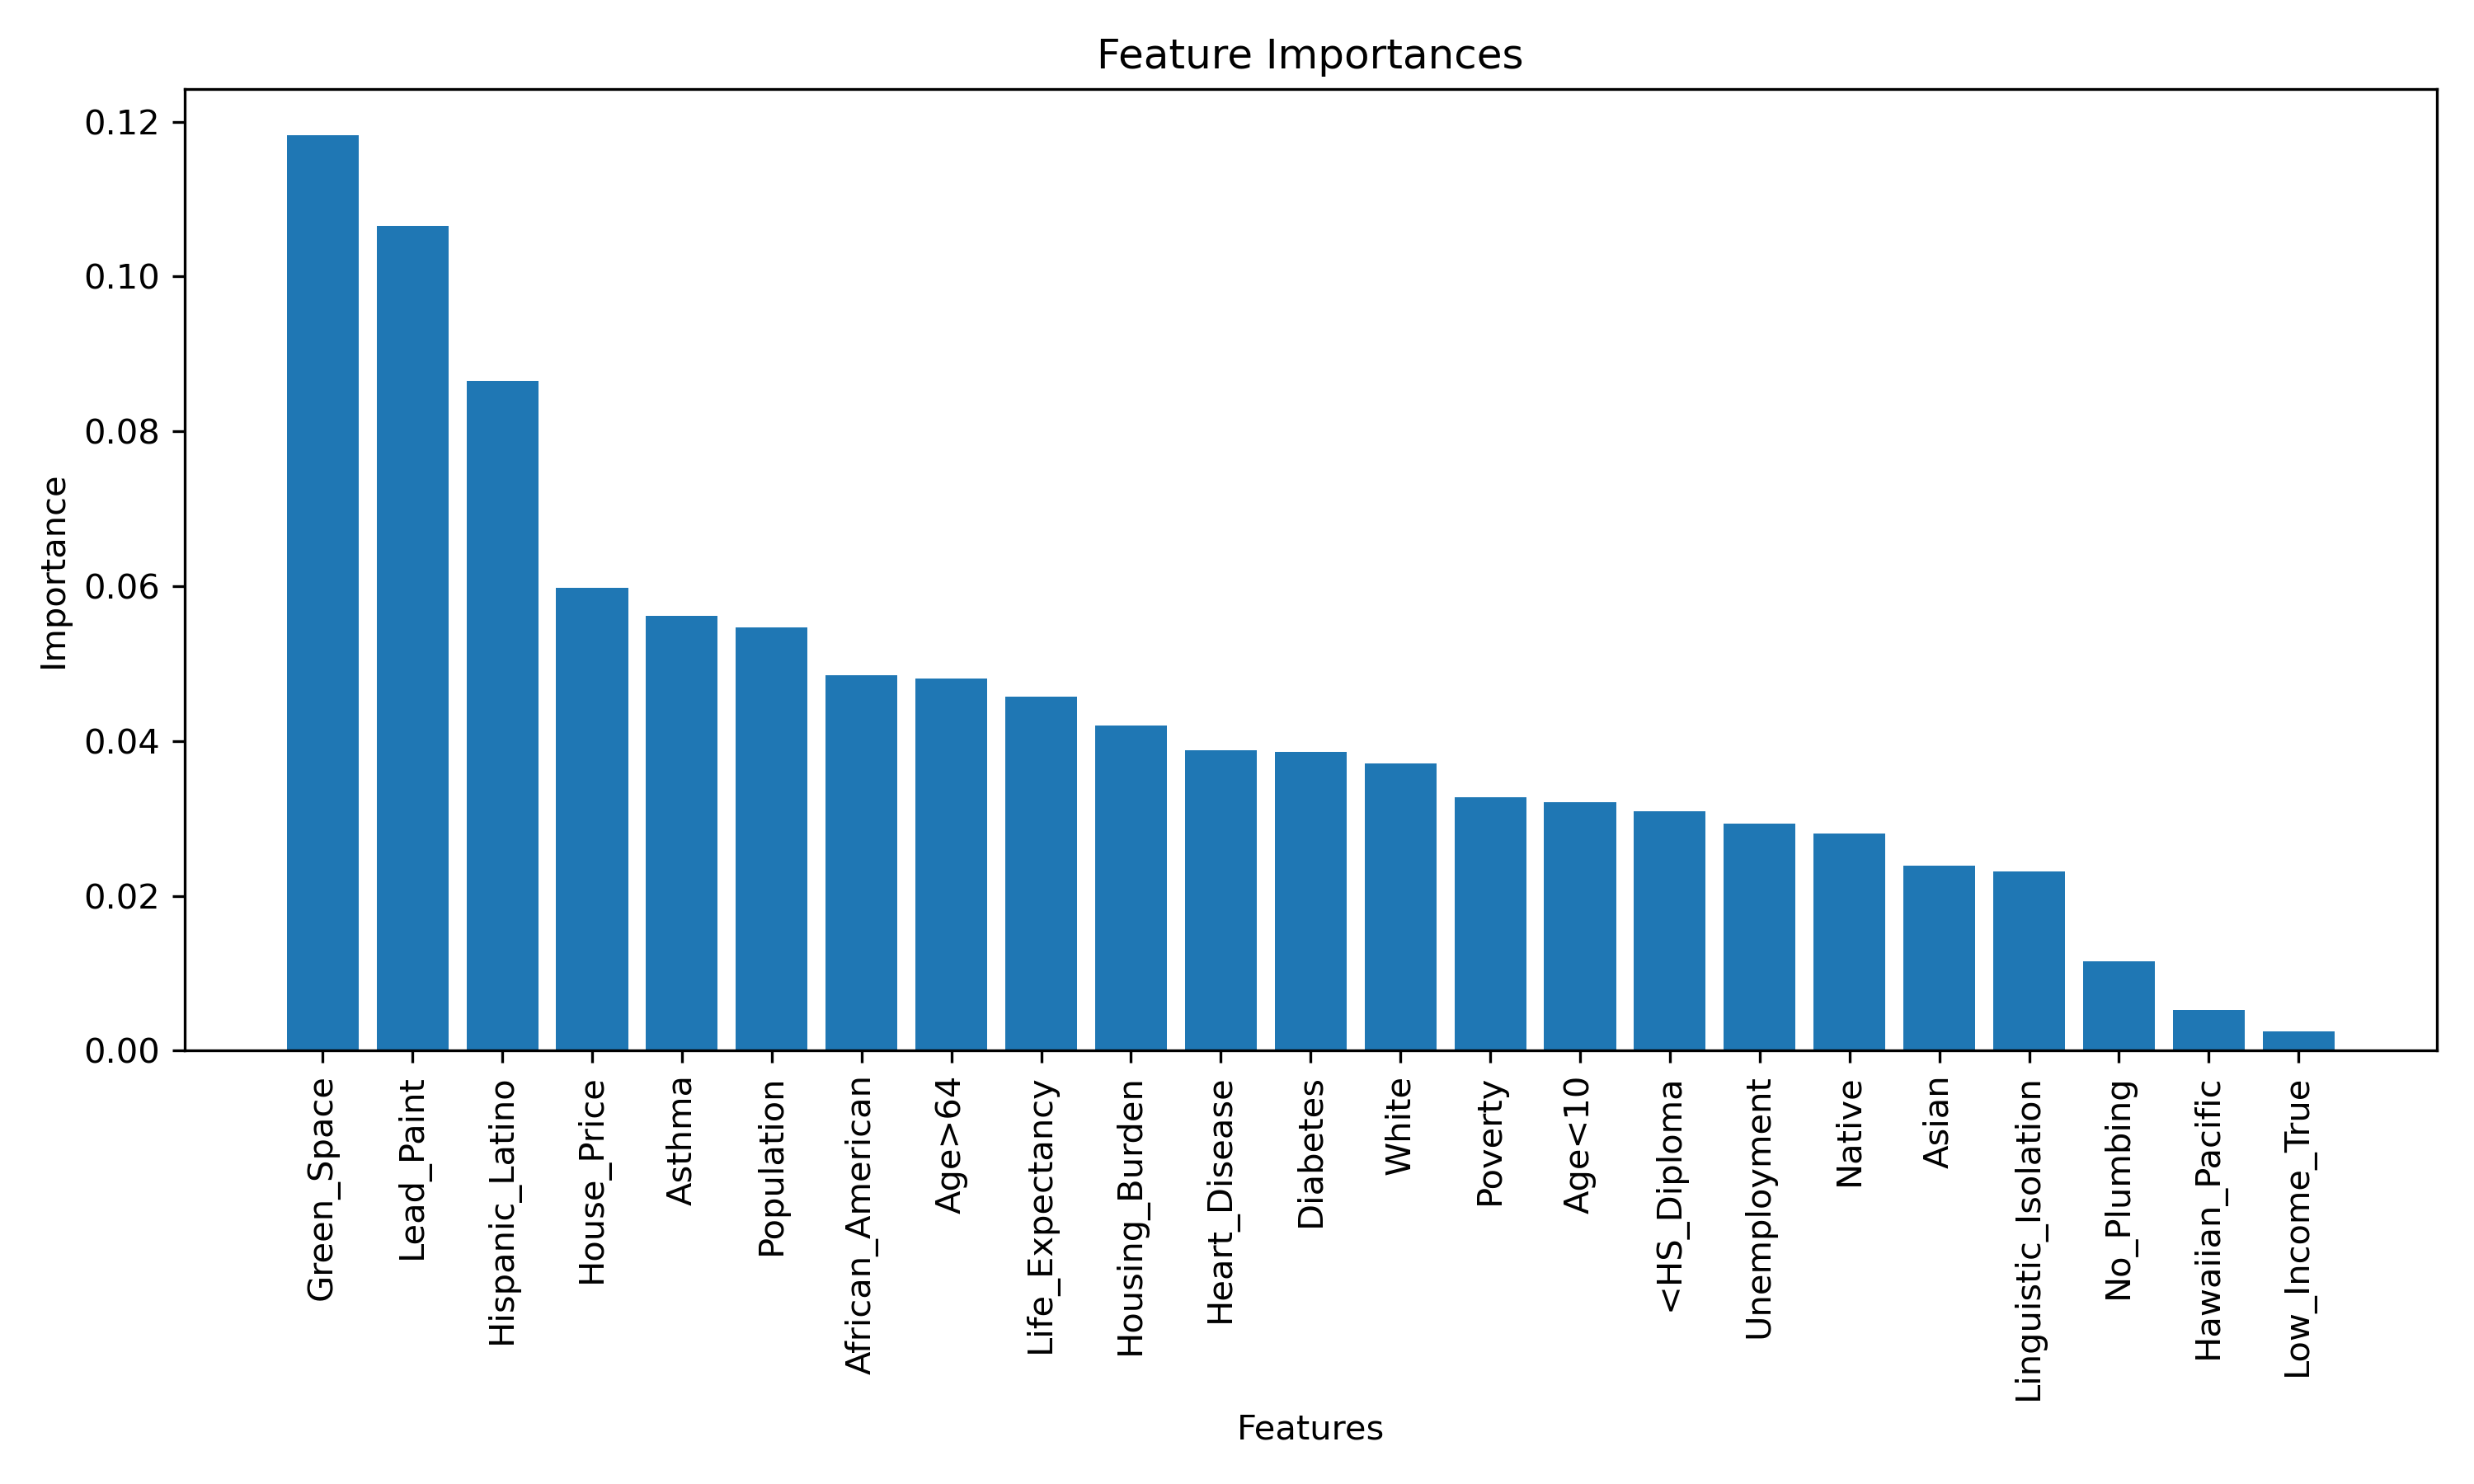 Feature Importances
0.12
0.10
0.08
0.06
0.04
0.02
0.00
Importance
Green_Space
Lead_Paint
Hispanic_Latino
House_Price
Asthma
Population
African_American
Age>64
Life_Expectancy
Housing_Burden
Heart_Disease
Diabetes
White
Poverty
Age<10
<HS_Diploma
Unemployment
Native
Asian
Linguistic_Isolation
No_Plumbing
Hawaiian_Pacific
Low_Income_True
Features